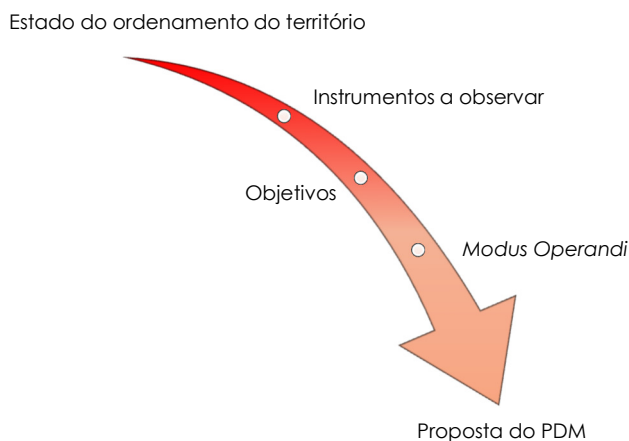 Estado do ordenamento do território
Instrumentos a observar
Objetivos
Modus Operandi
Proposta do PDM